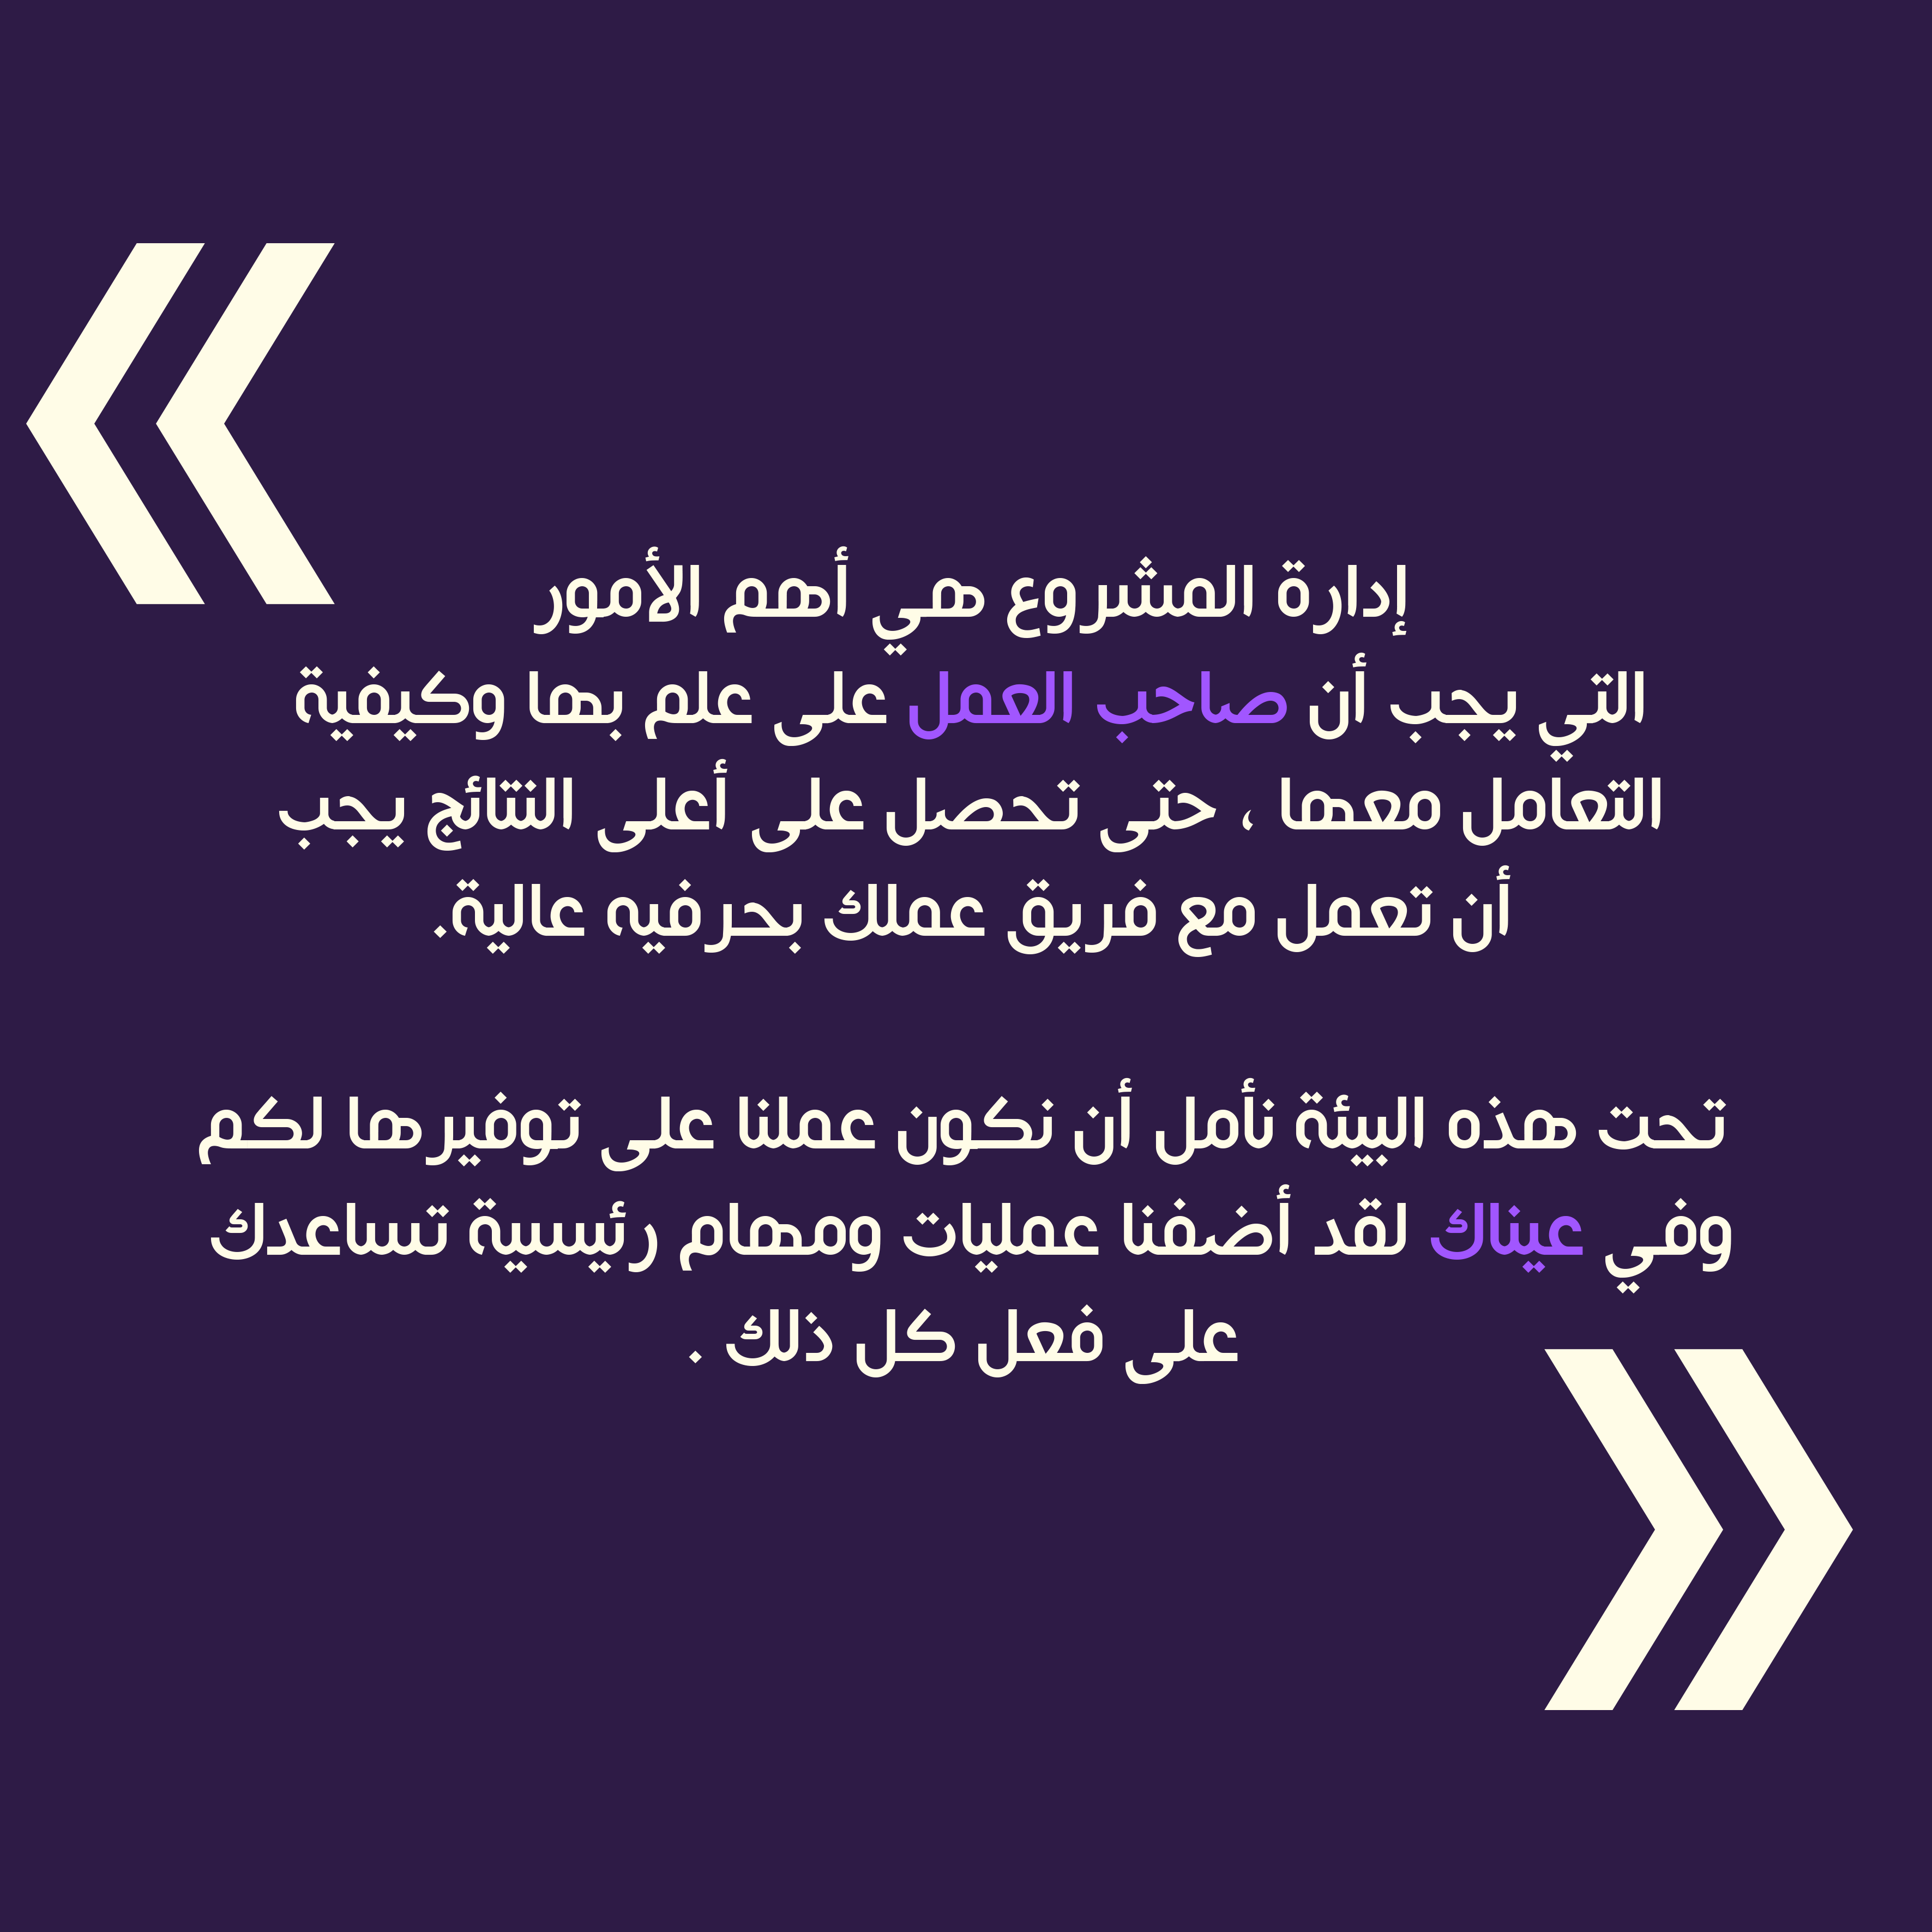 إدارة المشروع هي أهم الأمور
التي يجب أن صاحب العمل على علم بها وكيفية
التعامل معها ، حتى تحصل على أعلى النتائج يجب
أن تعمل مع فريق عملك بحرفيه عالية.
تحت هذه البيئة نأمل أن نكون عملنا على توفيرها لكم
وفي عيناك لقد أضفنا عمليات ومهام رئيسية تساعدك
على فعل كل ذلك .